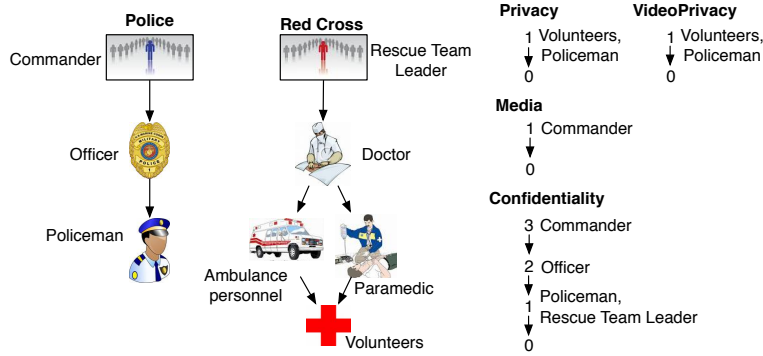 Police
Commander
Officer
Policeman
Red Cross
Rescue Team
Leader
Doctor
Ambulance
personnel
Paramedic
Volunteers
Privacy
1 Volunteers,
Policeman
0
VideoPrivacy
1 Volunteers,
Policeman
0
Media
1 Commander
0
Confidentiality
3 Commander
2 Officer
Policeman,
1
Rescue Team Leader
0
MILITARY
POLICE